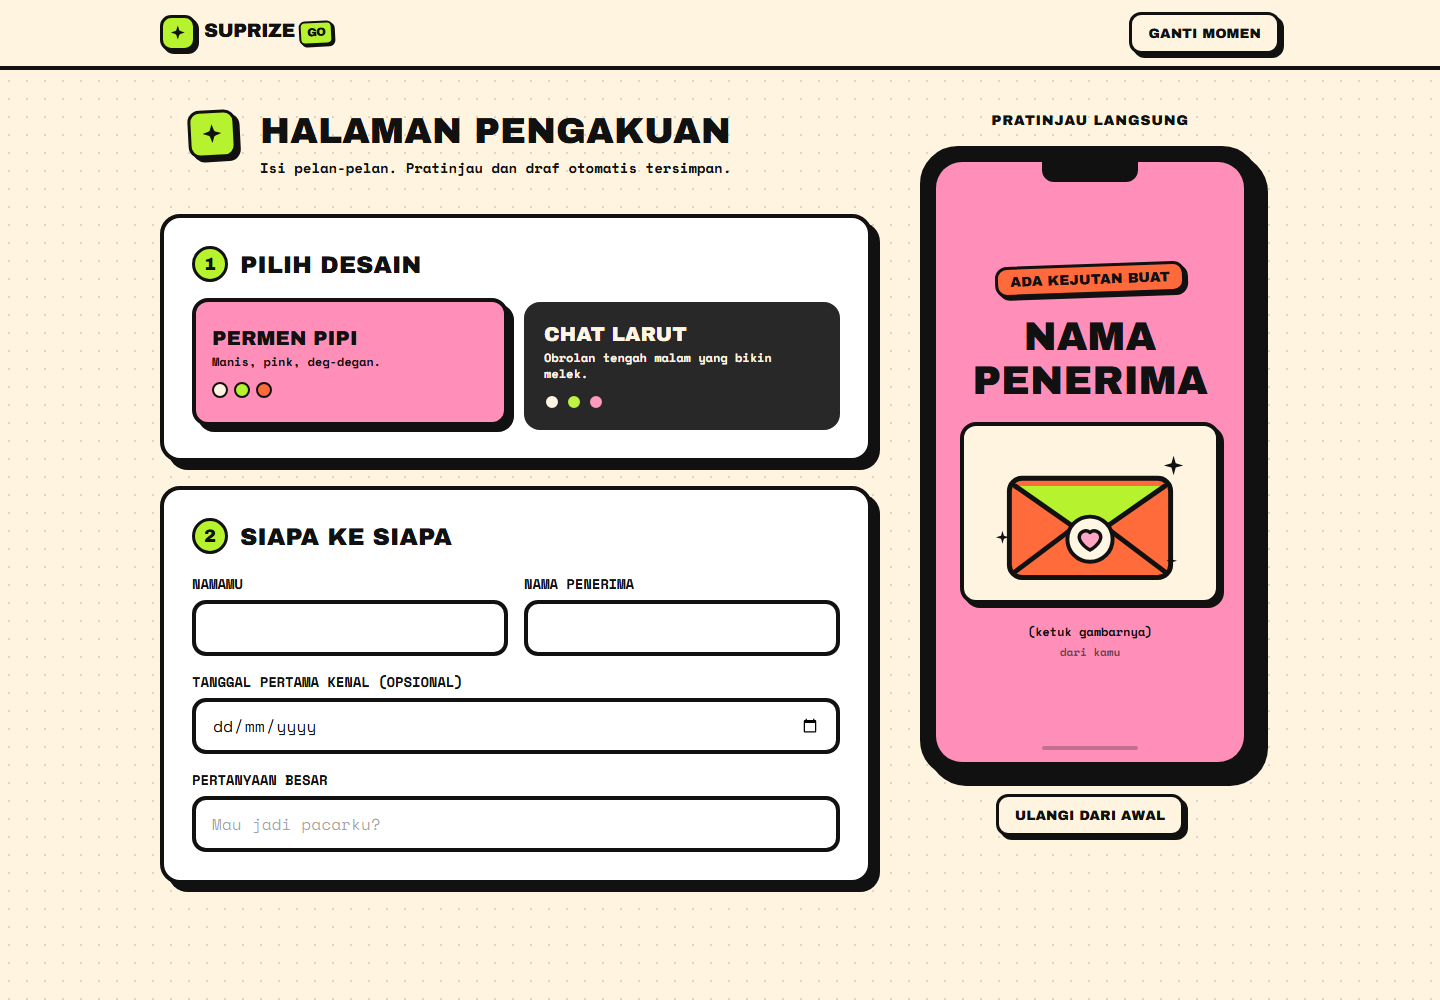 SUPRIZE GO
GANTI MOMEN
HALAMAN PENGAKUAN
Isi pelan-pelan. Pratinjau dan draf otomatis tersimpan.
1 PILIH DESAIN
PERMEN PIPI
Manis, pink, deg-degan.
CHAT LARUT
Obrolan tengah malam yang bikin
melek.
2 SIAPA KE SIAPA
NAMAMU
NAMA PENERIMA
TANGGAL PERTAMA KENAL (OPSIONAL)
dd/mm/yyyy
PERTANYAAN BESAR
Mau jadi pacarku?
PRATINJAU LANGSUNG
ADA KEJUTAN BUAT
NAMA
PENERIMA
(ketuk gambarnya)
dari kamu
ULANGI DARI AWAL